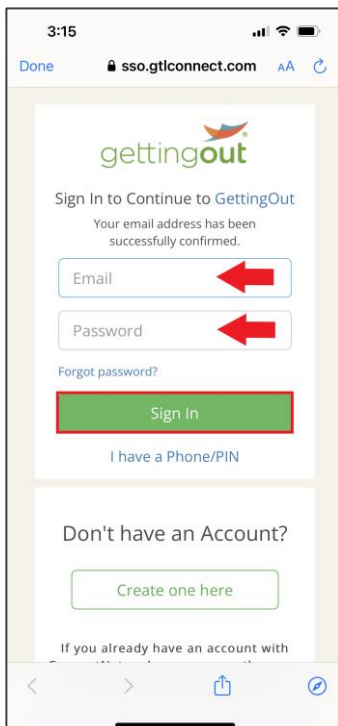 3:15
Done sso.gtlconnect.com AA
gettingout
Sign In to Continue to GettingOut
Your email address has been
successfully confirmed.
Email
Password
Forgot password?
Sign In
I have a Phone/PIN
Don't have an Account?
Create one here
If you already have an account with